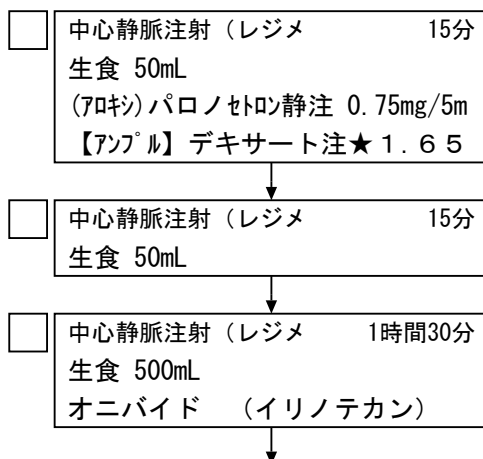 中心静脈注射（レジメ 15分
生食 50mL
(ｱﾛｷｼ)パロノｾﾄﾛﾝ静注 0.75mg/5m
【ｱﾝﾌﾟﾙ】デキサート注★１.６５
中心静脈注射（レジメ 15分
生食 50mL
中心静脈注射（レジメ 1時間30分
生食 500mL
オニバイド （イリノテカン）